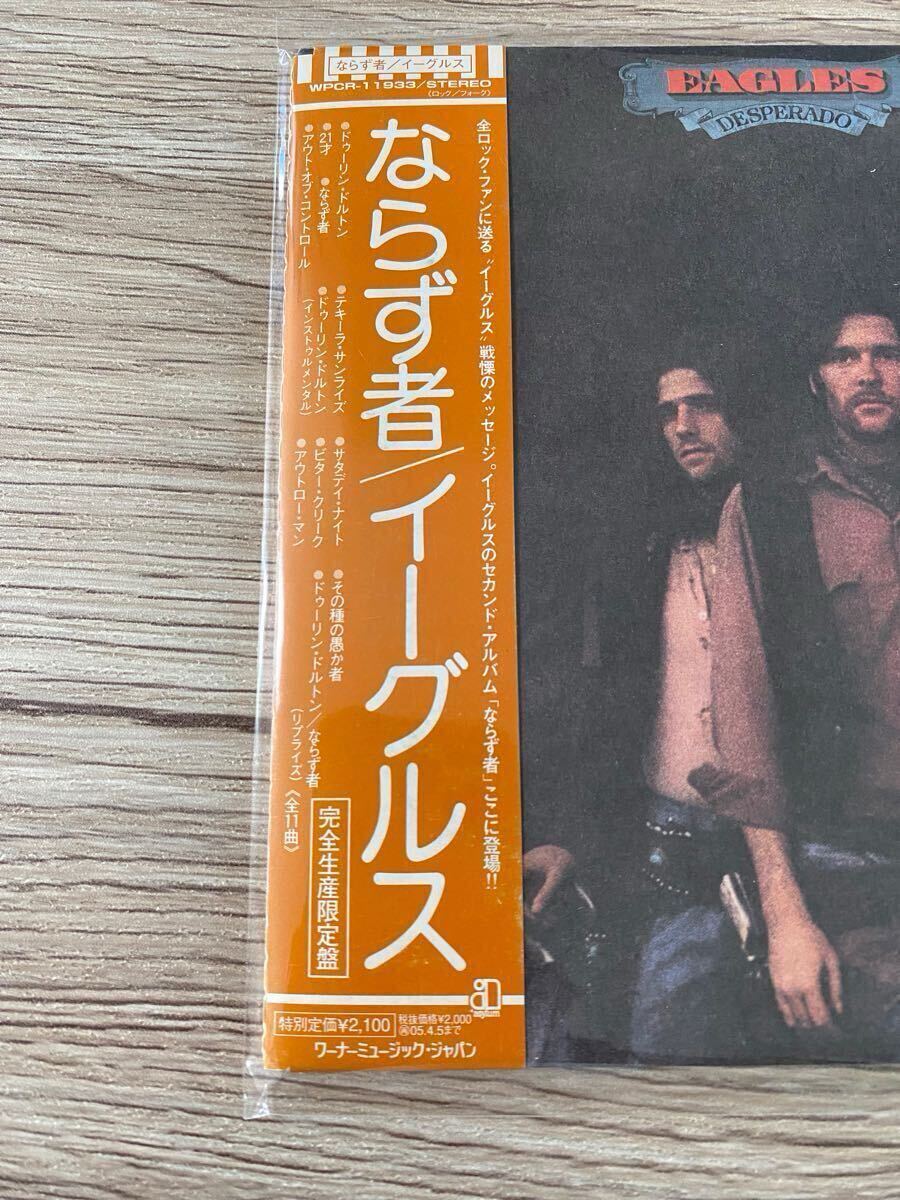 ならず者/イーグルス
WPCR-11933/STEREO
(ロック/フォーク)
EAGLES
DESPERADO
全ロック・ファンに送る“イーグルス”戦慄のメッセージ。イーグルスのセカンド・アルバム「ならず者」ここに登場!!
ならず者/イーグルス
●ドゥーリン・ドルトン
●21才 ●ならず者
●アウト・オブ・コントロール
●テキーラ・サンライズ
●ドゥーリン・ドルトン
(インストゥルメンタル)
●サタデイ・ナイト
●ビター・クリーク
●アウトロー・マン
●その種の愚か者
●ドゥーリン・ドルトン/ならず者
(リプライズ)《全11曲》
完全生産限定盤
asylum
特別定価¥2,100
税抜価格¥2,000
再05.4.5まで
ワーナーミュージック・ジャパン